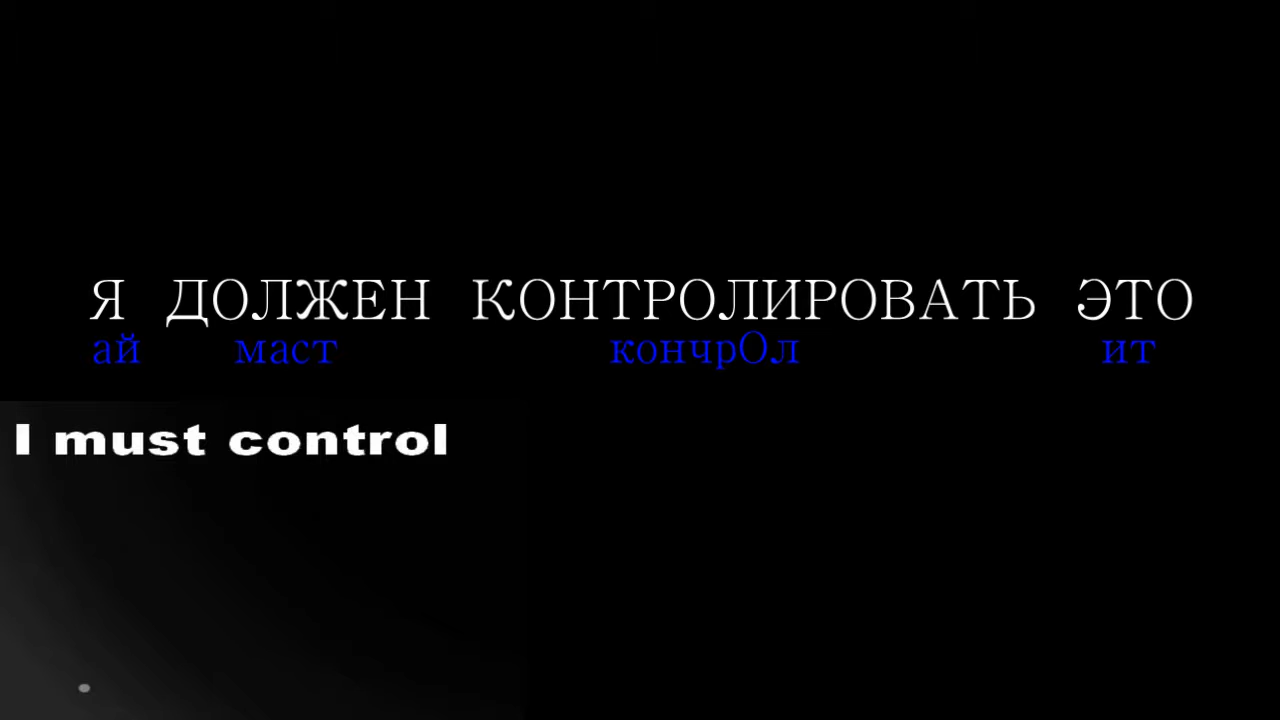 Я ДОЛЖЕН КОНТРОЛИРОВАТЬ ЭТО
ай маст кончрОл ит
I must control